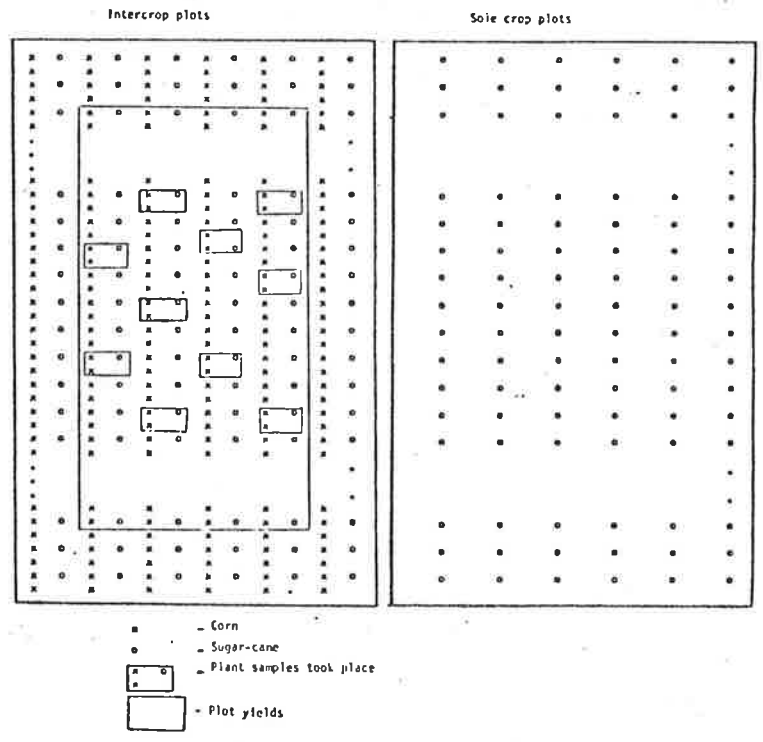 Intercrop plots
Sole crop plots
- Corn
- Sugar-cane
- Plant samples took place
- Plot yields